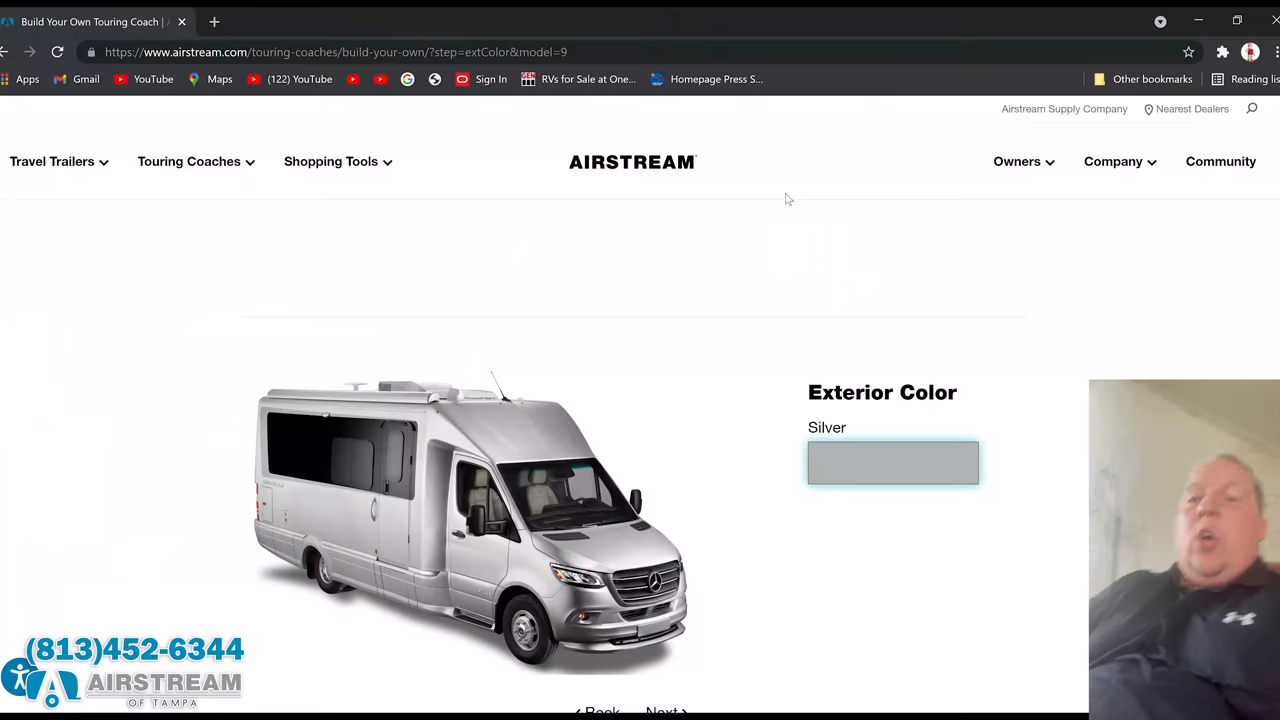 Build Your Own Touring Coach |
https://www.airstream.com/touring-coaches/build-your-own/?step=extColor&model=9
Apps Gmail YouTube Maps (122) YouTube Sign In RVs for Sale at One... Homepage Press S... Other bookmarks Reading lis
Airstream Supply Company Nearest Dealers
Travel Trailers Touring Coaches Shopping Tools AIRSTREAM Owners Company Community
Exterior Color
Silver
(813)452-6344
AIRSTREAM
OF TAMPA
Back Next